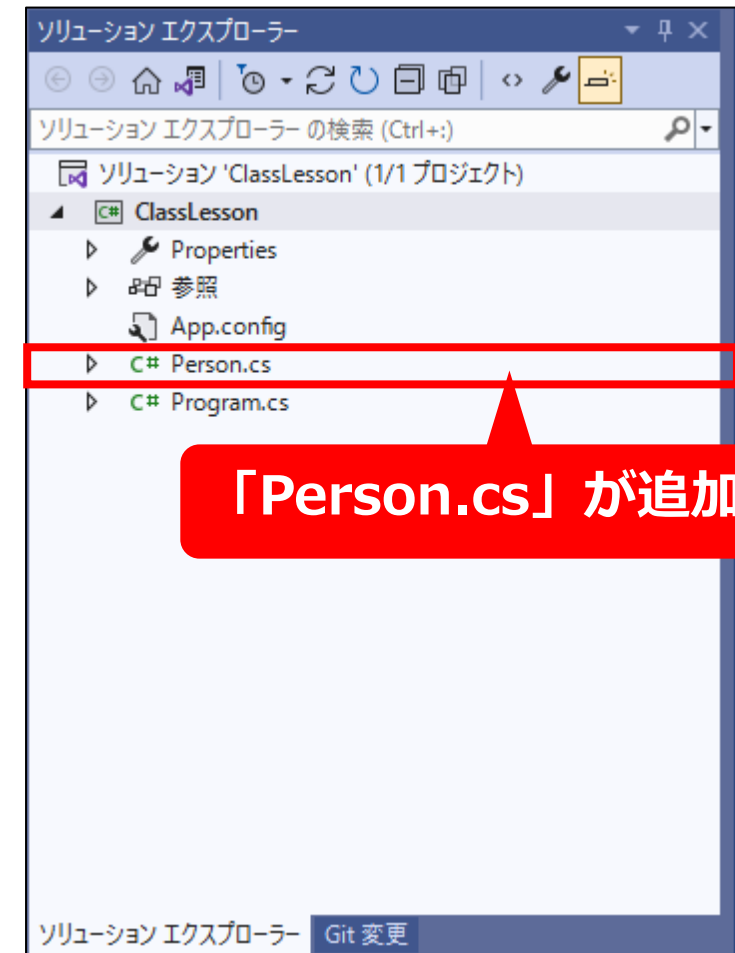 ソリューション エクスプローラー
ソリューション エクスプローラー の検索 (Ctrl+:)
ソリューション 'ClassLesson' (1/1 プロジェクト)
C# ClassLesson
Properties
参照
App.config
C# Person.cs
C# Program.cs
「Person.cs」が追加
ソリューション エクスプローラー Git 変更